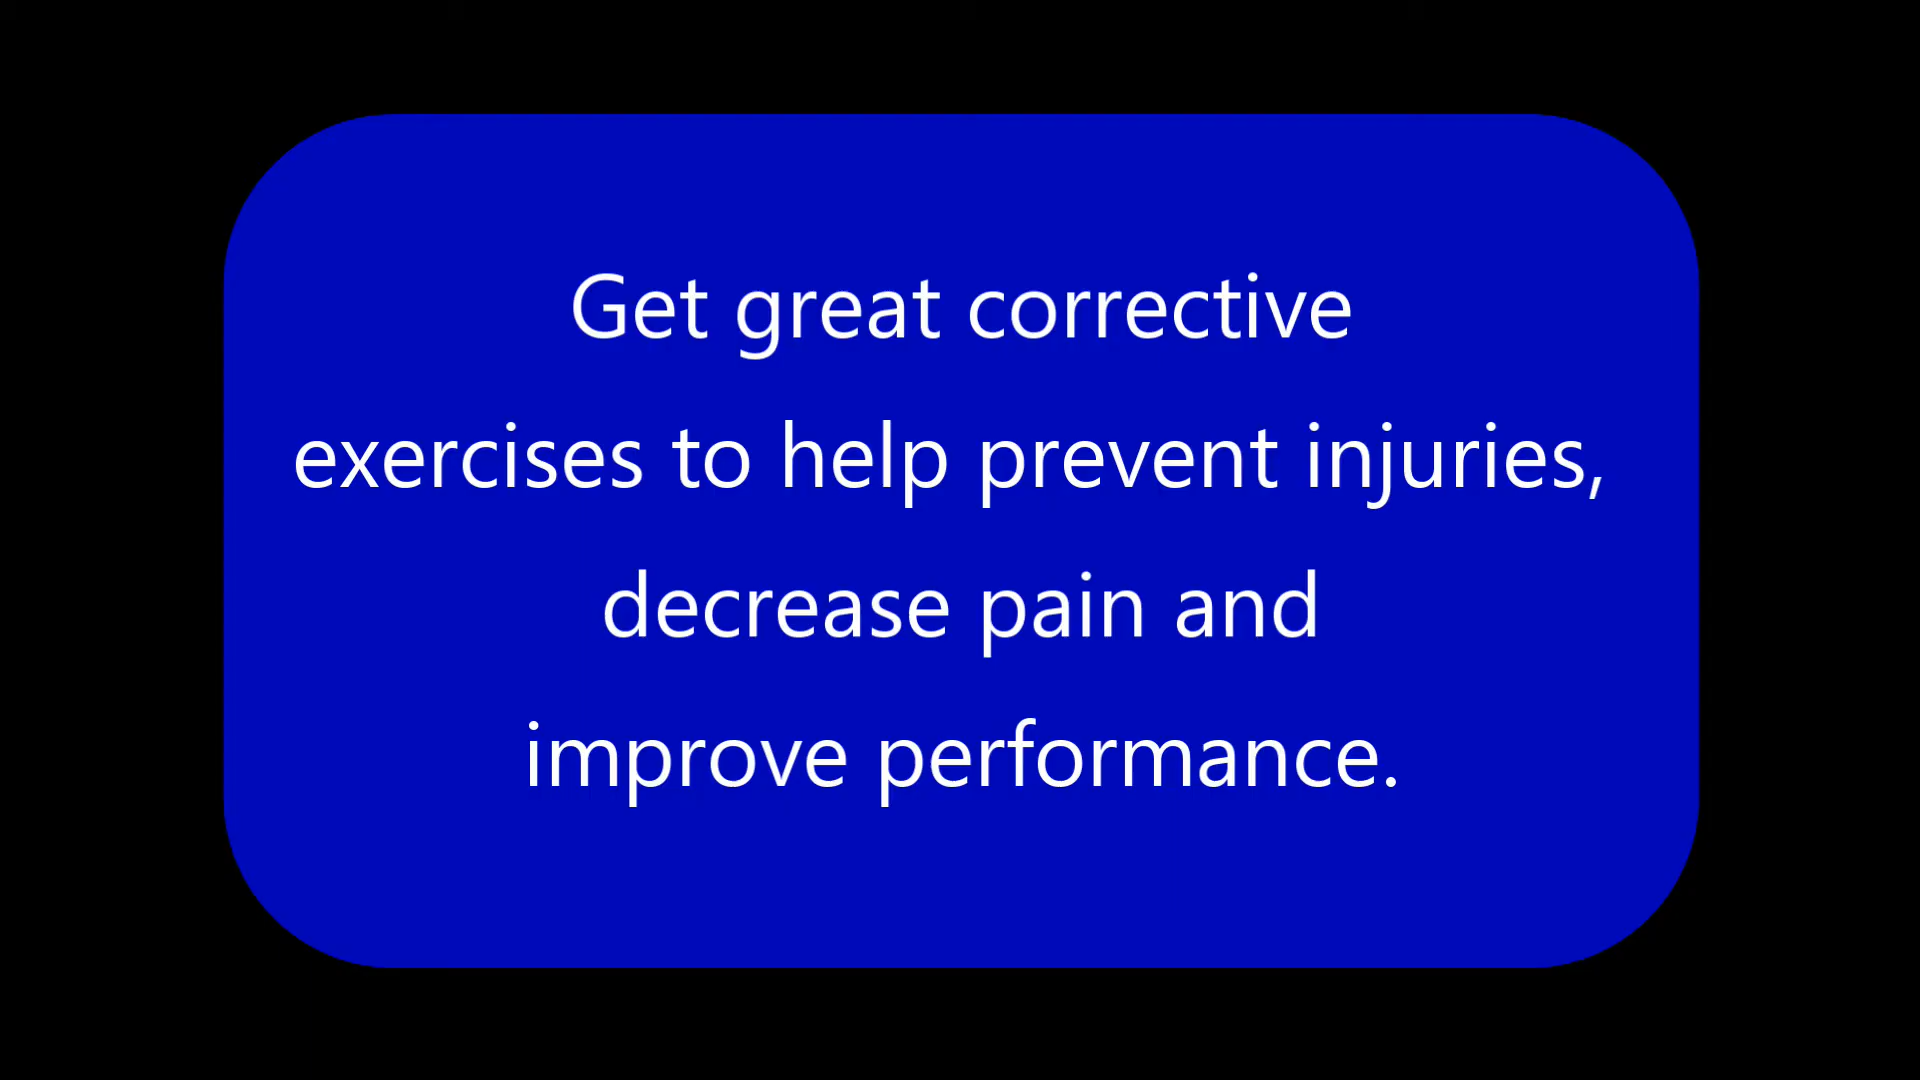 Get great corrective
exercises to help prevent injuries,
decrease pain and
improve performance.